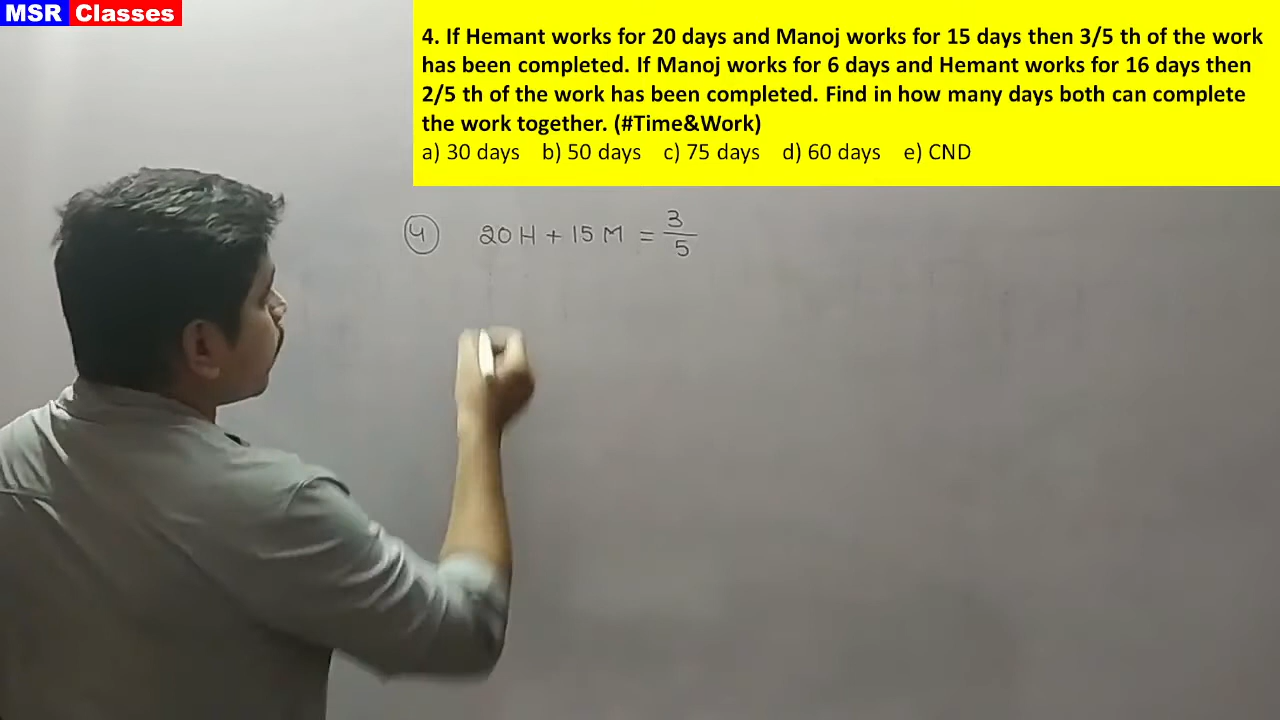 MSR Classes
4. If Hemant works for 20 days and Manoj works for 15 days then 3/5 th of the work
has been completed. If Manoj works for 6 days and Hemant works for 16 days then
2/5 th of the work has been completed. Find in how many days both can complete
the work together. (#Time&Work)
a) 30 days b) 50 days c) 75 days d) 60 days e) CND
4 20H + 15M = 3/5